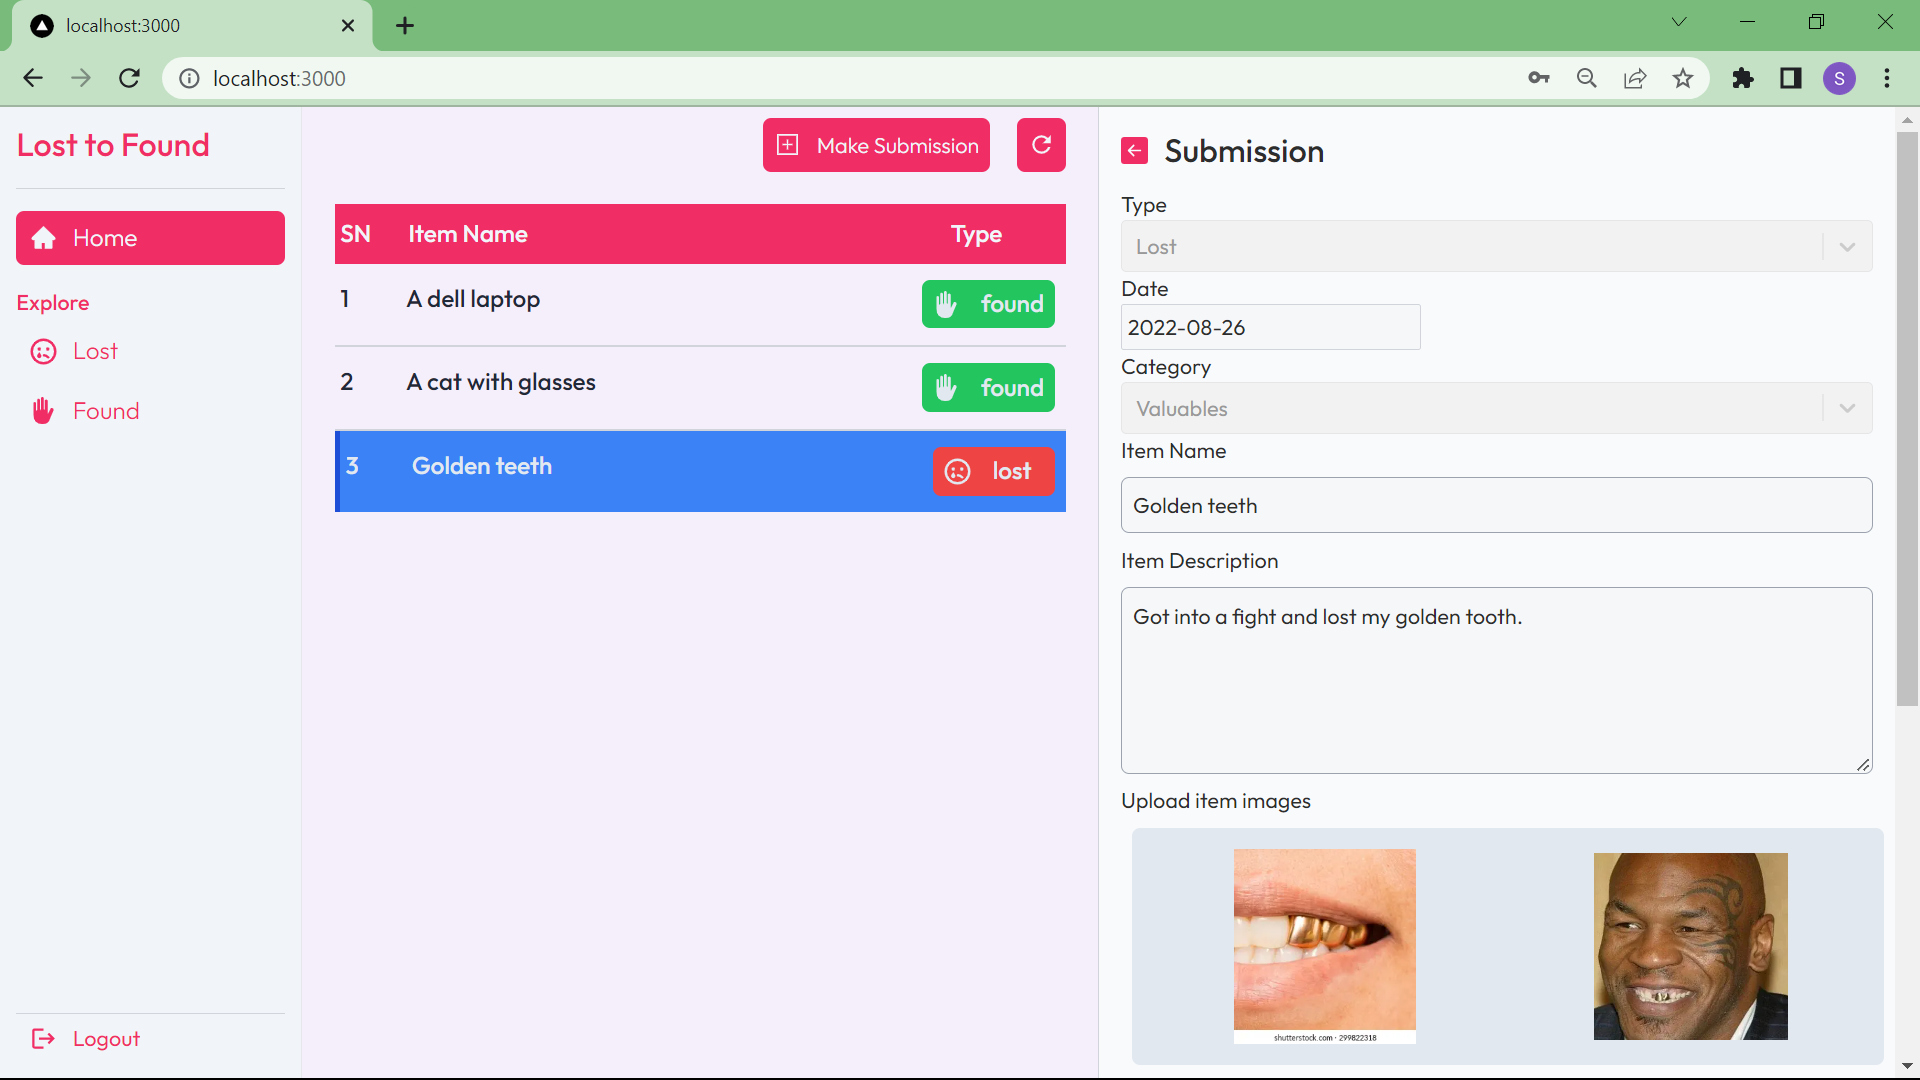 localhost:3000
localhost:3000
S
Lost to Found
Home
Explore
Lost
Found
Logout
Make Submission
SN Item Name Type
1 A dell laptop found
2 A cat with glasses found
3 Golden teeth lost
Submission
Type
Lost
Date
2022-08-26
Category
Valuables
Item Name
Golden teeth
Item Description
Got into a fight and lost my golden tooth.
Upload item images
shutterstock.com · 299822318